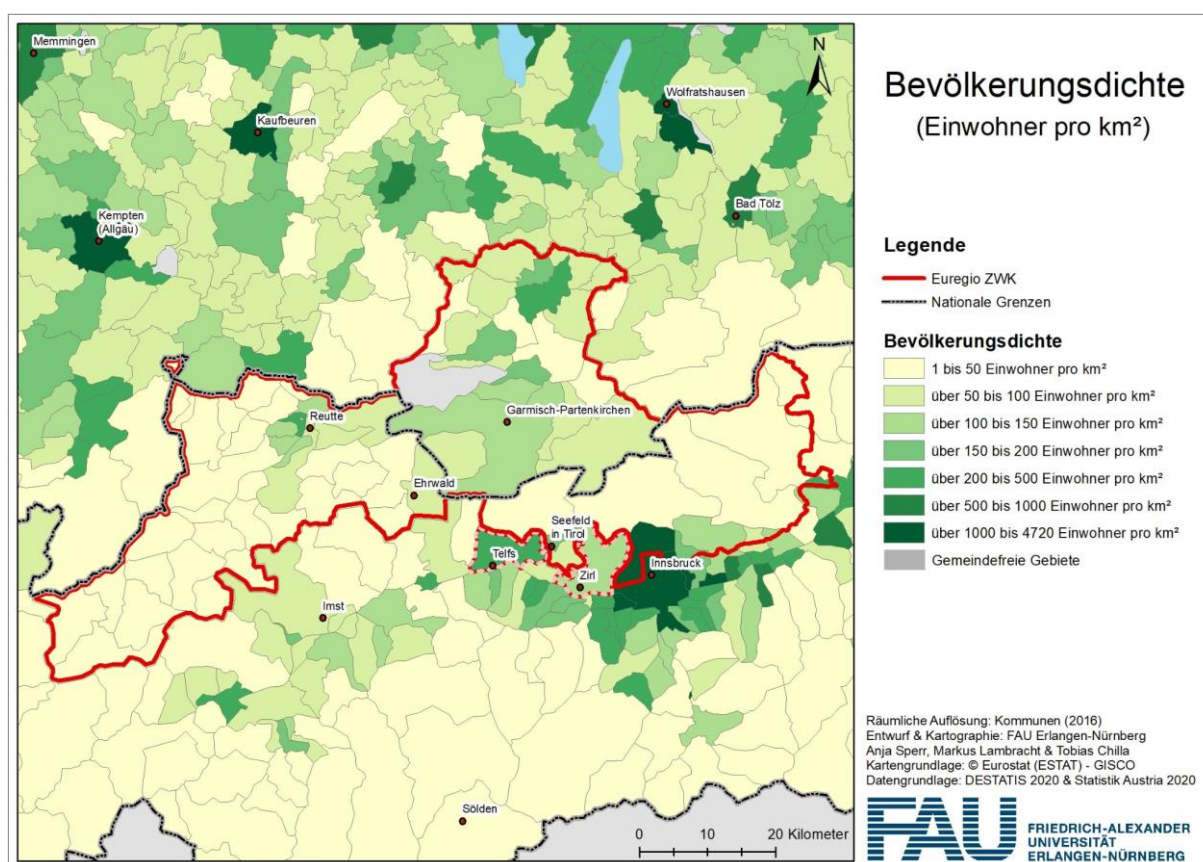 Memmingen
Kaufbeuren
Wolfratshausen
N
Kempten
(Allgäu)
Bad Tölz
Reutte
Garmisch-Partenkirchen
Ehrwald
Seefeld
in Tirol
Telfs
Zirl
Innsbruck
Imst
Sölden
0 10 20 Kilometer
Bevölkerungsdichte
(Einwohner pro km²)
Legende
Euregio ZWK
Nationale Grenzen
Bevölkerungsdichte
1 bis 50 Einwohner pro km²
über 50 bis 100 Einwohner pro km²
über 100 bis 150 Einwohner pro km²
über 150 bis 200 Einwohner pro km²
über 200 bis 500 Einwohner pro km²
über 500 bis 1000 Einwohner pro km²
über 1000 bis 4720 Einwohner pro km²
Gemeindefreie Gebiete
Räumliche Auflösung: Kommunen (2016)
Entwurf & Kartographie: FAU Erlangen-Nürnberg
Anja Sperr, Markus Lambracht & Tobias Chilla
Kartengrundlage: © Eurostat (ESTAT) - GISCO
Datengrundlage: DESTATIS 2020 & Statistik Austria 2020
FAU
FRIEDRICH-ALEXANDER
UNIVERSITÄT
ERLANGEN-NÜRNBERG